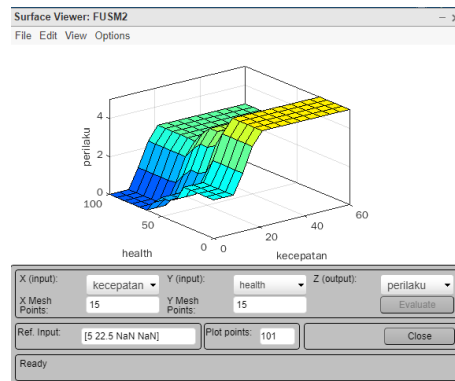 Surface Viewer: FUSM2
File Edit View Options
4
2
0
perilaku
100
50
0
health
0
20
40
60
kecepatan
X (input):
kecepatan
Y (input):
health
Z (output):
perilaku
X Mesh Points:
15
Y Mesh Points:
15
Evaluate
Ref. Input:
[5 22.5 NaN NaN]
Plot points:
101
Close
Ready